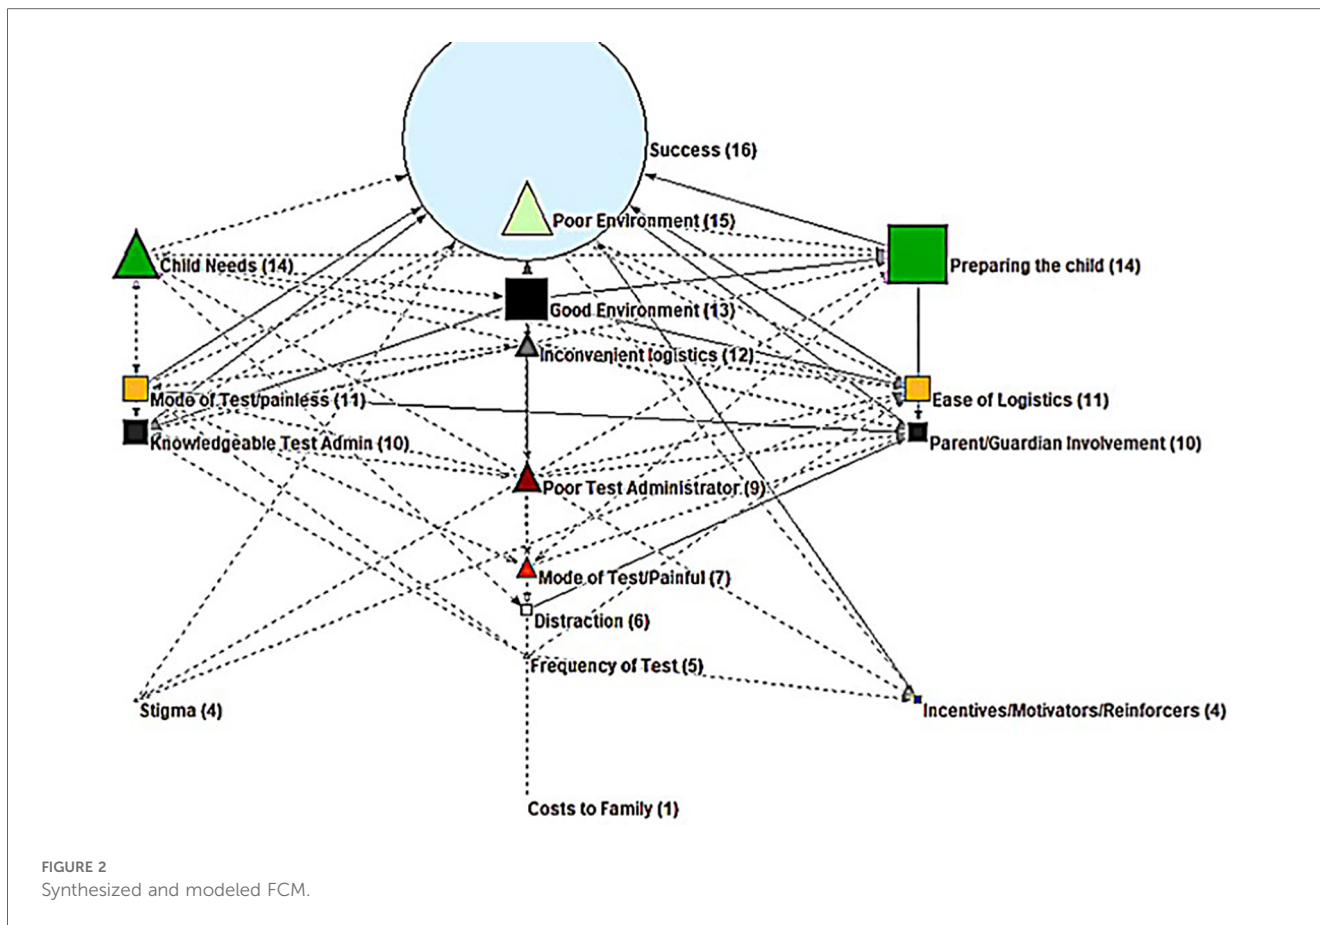 Success (16)
Poor Environment (15)
Child Needs (14)
Preparing the child (14)
Good Environment (13)
Inconvenient logistics (12)
Mode of Test/painless (11)
Ease of Logistics (11)
Knowledgeable Test Admin (10)
Parent/Guardian Involvement (10)
Poor Test Administrator (9)
Mode of Test/Painful (7)
Distraction (6)
Frequency of Test (5)
Stigma (4)
Incentives/Motivators/Reinforcers (4)
Costs to Family (1)
FIGURE 2
Synthesized and modeled FCM.